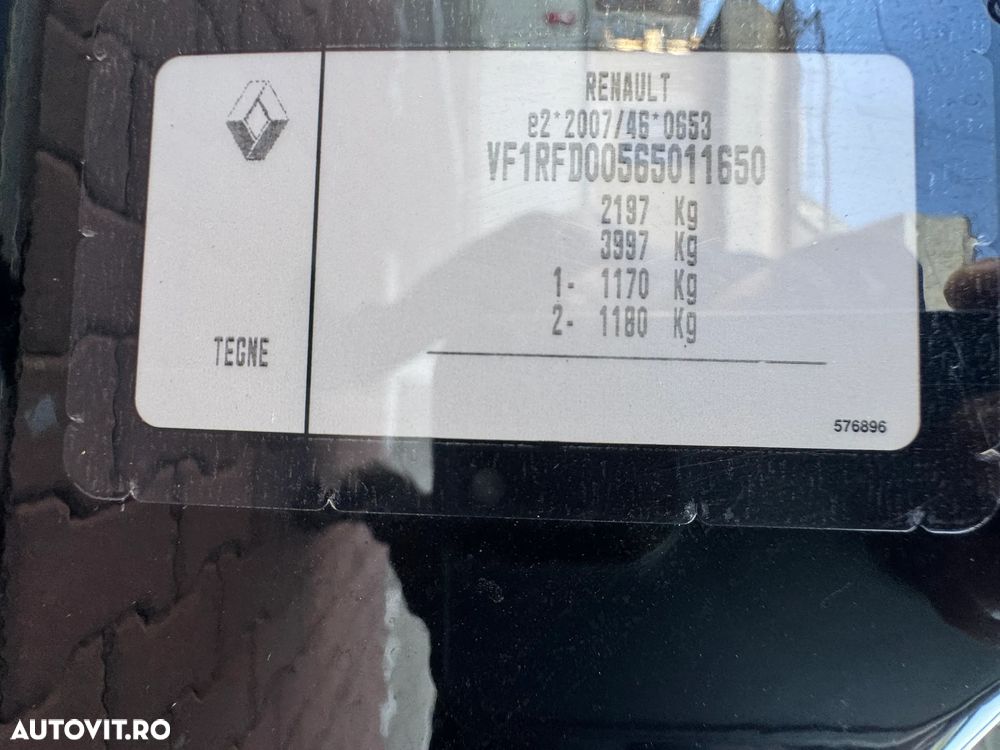 RENAULT
e2*2007/46*0653
VF1RFD00565011650
2197 Kg
3997 Kg
1- 1170 Kg
2- 1180 Kg
TEGNE
576896
AUTOVIT.RO